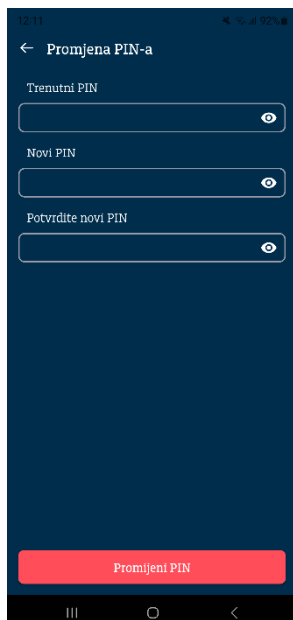 12:11 92%
Promjena PIN-a
Trenutni PIN
Novi PIN
Potvrdite novi PIN
Promijeni PIN